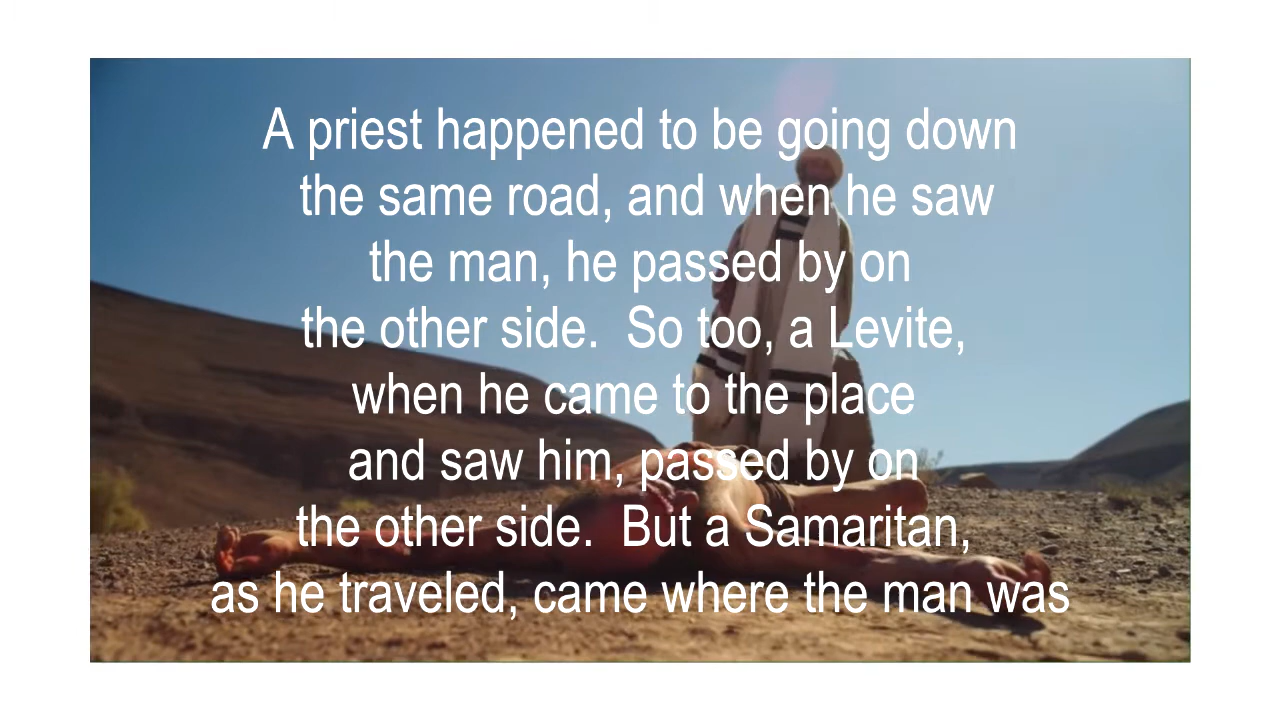 A priest happened to be going down
the same road, and when he saw
the man, he passed by on
the other side.  So too, a Levite,
when he came to the place
and saw him, passed by on
the other side.  But a Samaritan,
as he traveled, came where the man was